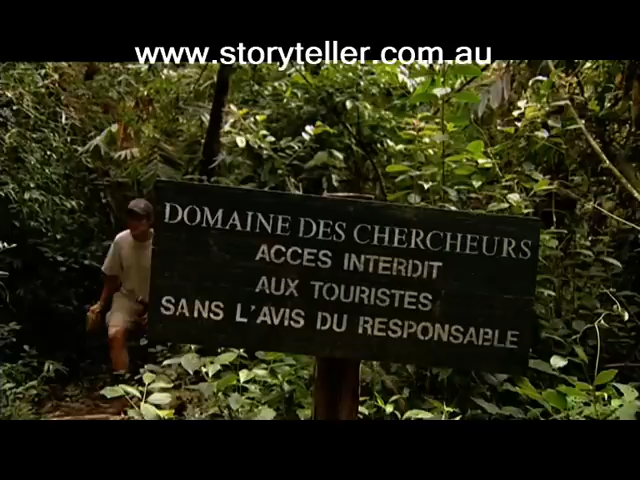 www.storyteller.com.au
DOMAINE DES CHERCHEURS
ACCES INTERDIT
AUX TOURISTES
SANS L'AVIS DU RESPONSABLE